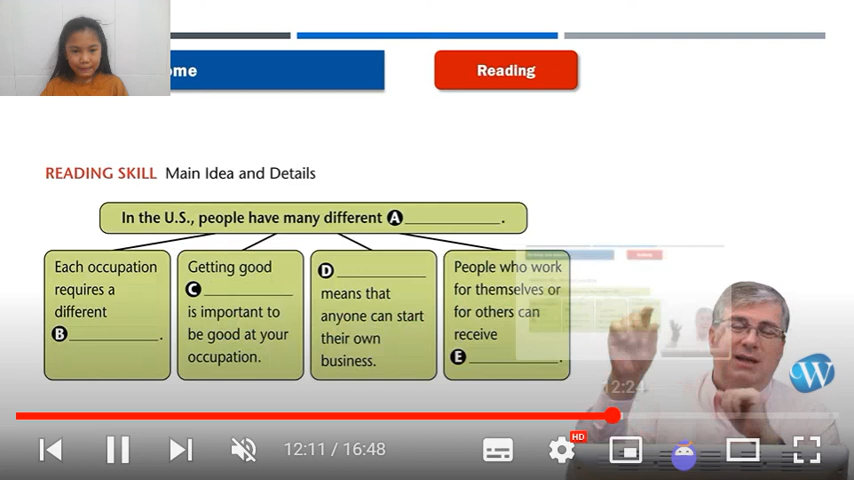 ome
Reading
READING SKILL Main Idea and Details
In the U.S., people have many different A ____________.
Each occupation
requires a
different
B ____________.
Getting good
C ____________
is important to
be good at your
occupation.
D ____________
means that
anyone can start
their own
business.
People who work
for themselves or
for others can
receive
E ____________.
W
12:24
12:11 / 16:48
HD